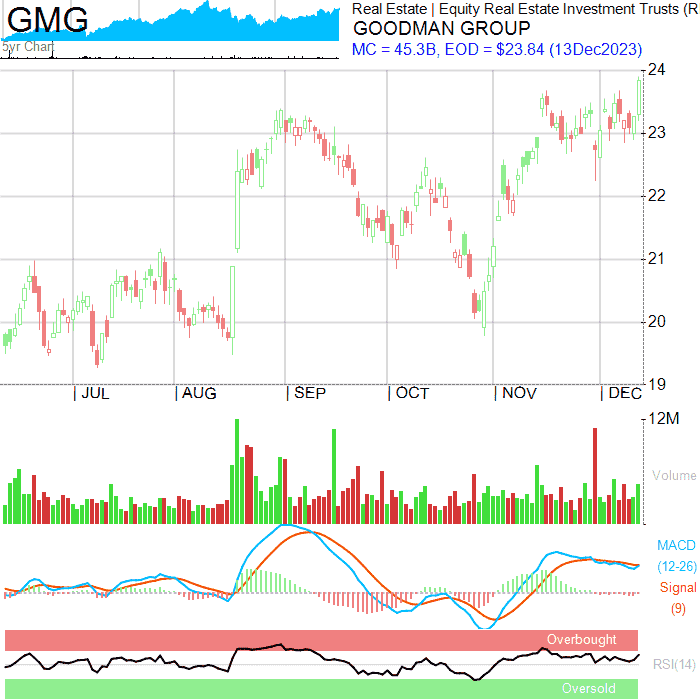 GMG
5yr Chart
Real Estate | Equity Real Estate Investment Trusts (R
GOODMAN GROUP
MC = 45.3B, EOD = $23.84 (13Dec2023)
24
23
22
21
20
19
| JUL | AUG | SEP | OCT | NOV | DEC
12M
Volume
MACD
(12-26)
Signal
(9)
Overbought
RSI(14)
Oversold